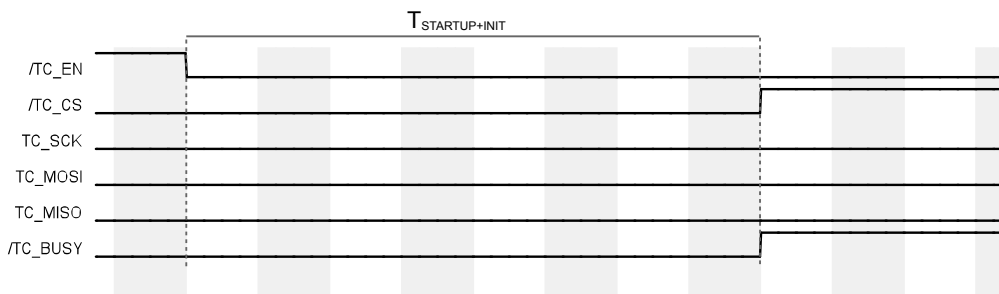 TSTARTUP+INIT
/TC_EN
/TC_CS
TC_SCK
TC_MOSI
TC_MISO
/TC_BUSY